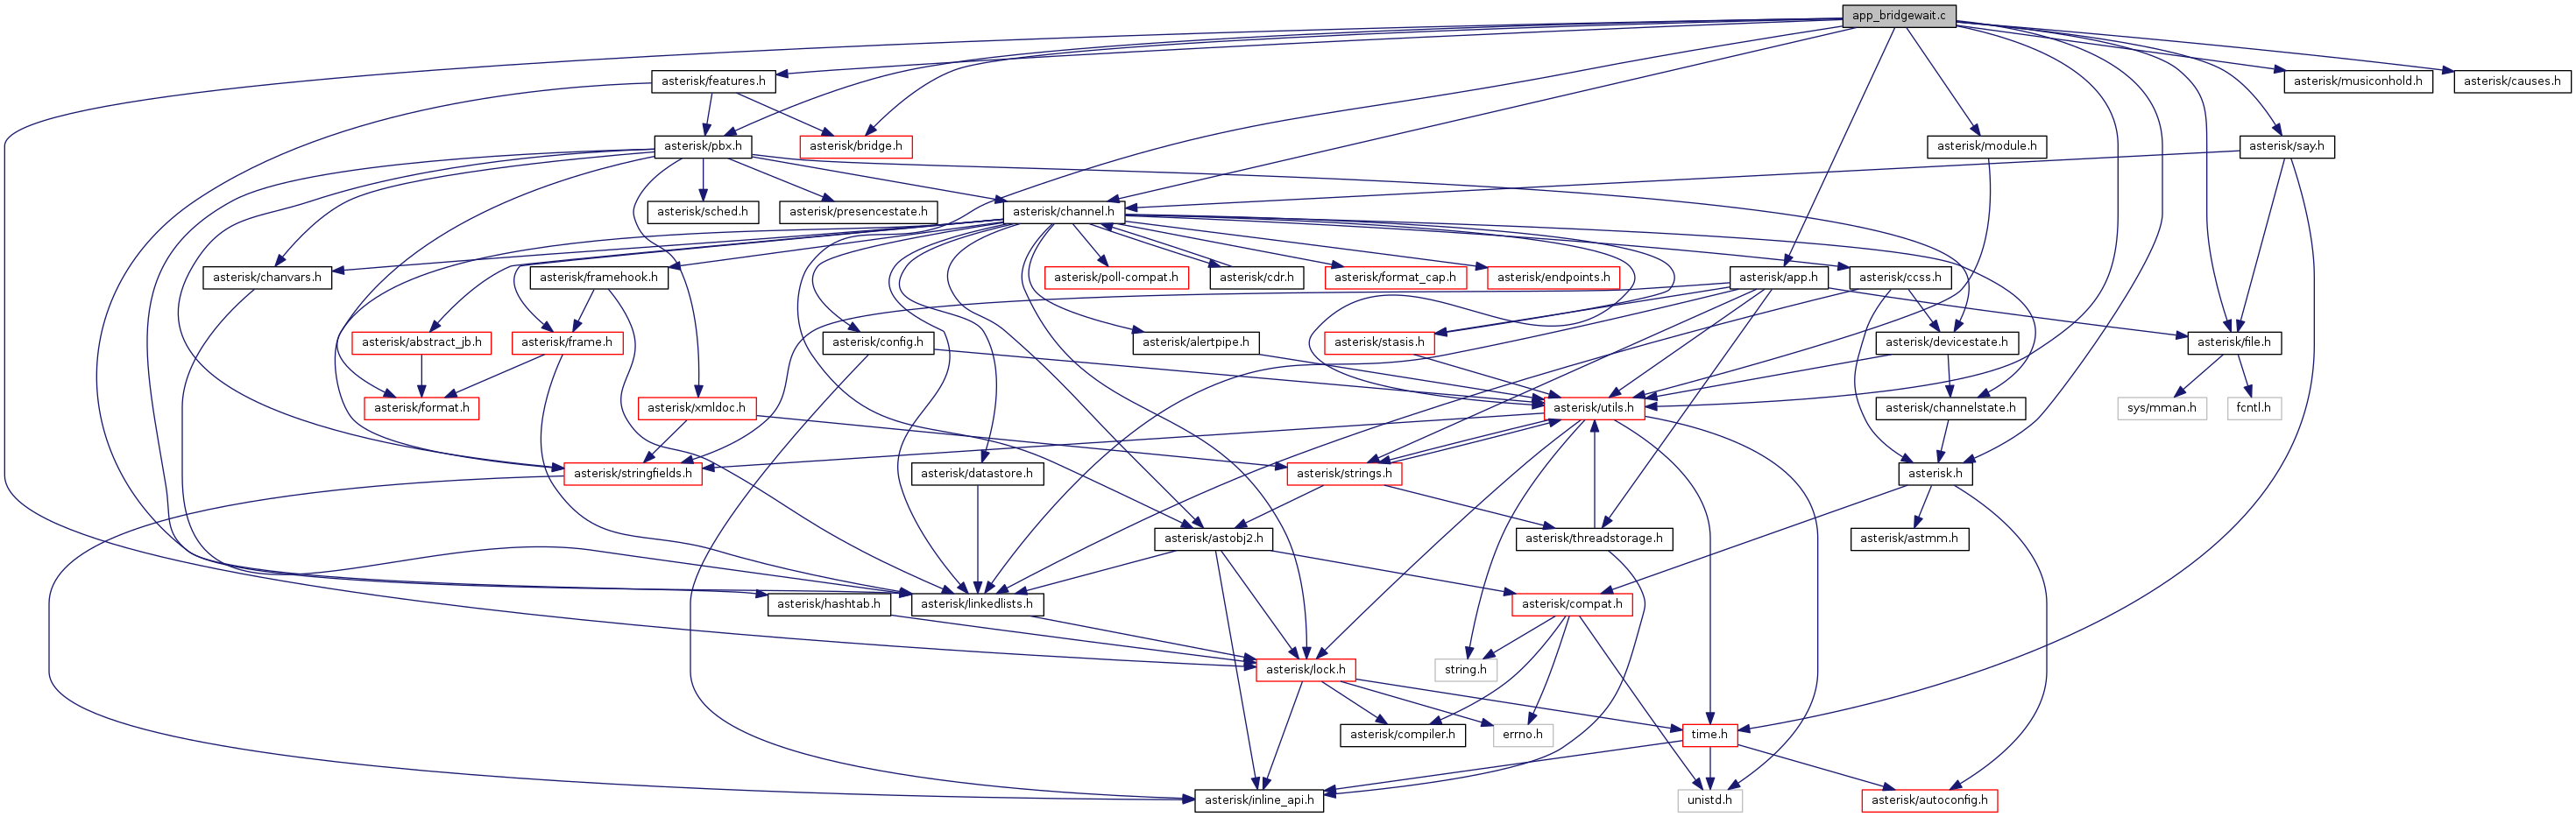 app_bridgewait.c
asterisk/features.h
asterisk/musiconhold.h
asterisk/causes.h
asterisk/pbx.h
asterisk/bridge.h
asterisk/module.h
asterisk/say.h
asterisk/sched.h
asterisk/presencestate.h
asterisk/channel.h
asterisk/chanvars.h
asterisk/framehook.h
asterisk/poll-compat.h
asterisk/cdr.h
asterisk/format_cap.h
asterisk/endpoints.h
asterisk/app.h
asterisk/ccss.h
asterisk/abstract_jb.h
asterisk/frame.h
asterisk/config.h
asterisk/alertpipe.h
asterisk/stasis.h
asterisk/devicestate.h
asterisk/file.h
asterisk/format.h
asterisk/xmldoc.h
asterisk/utils.h
asterisk/channelstate.h
sys/mman.h
fcntl.h
asterisk/stringfields.h
asterisk/datastore.h
asterisk/strings.h
asterisk.h
asterisk/astobj2.h
asterisk/threadstorage.h
asterisk/astmm.h
asterisk/hashtab.h
asterisk/linkedlists.h
asterisk/compat.h
asterisk/lock.h
string.h
asterisk/compiler.h
errno.h
time.h
asterisk/inline_api.h
unistd.h
asterisk/autoconfig.h